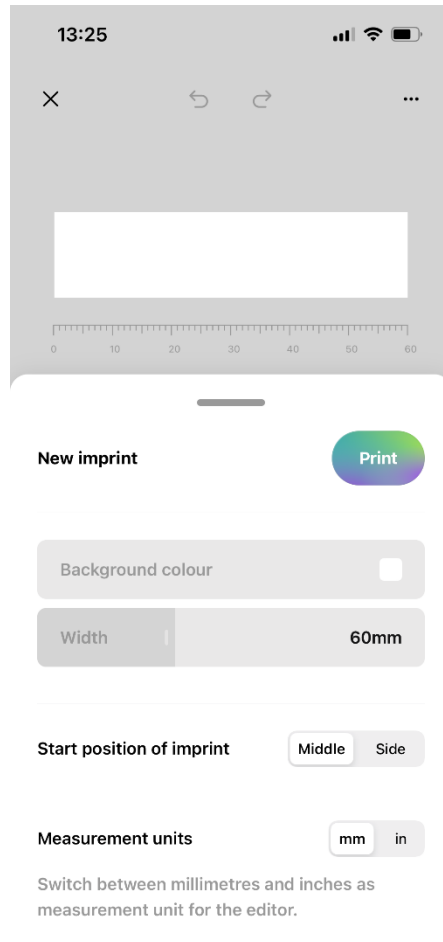 13:25
0 10 20 30 40 50 60
New imprint
Print
Background colour
Width 60mm
Start position of imprint Middle Side
Measurement units mm in
Switch between millimetres and inches as
measurement unit for the editor.